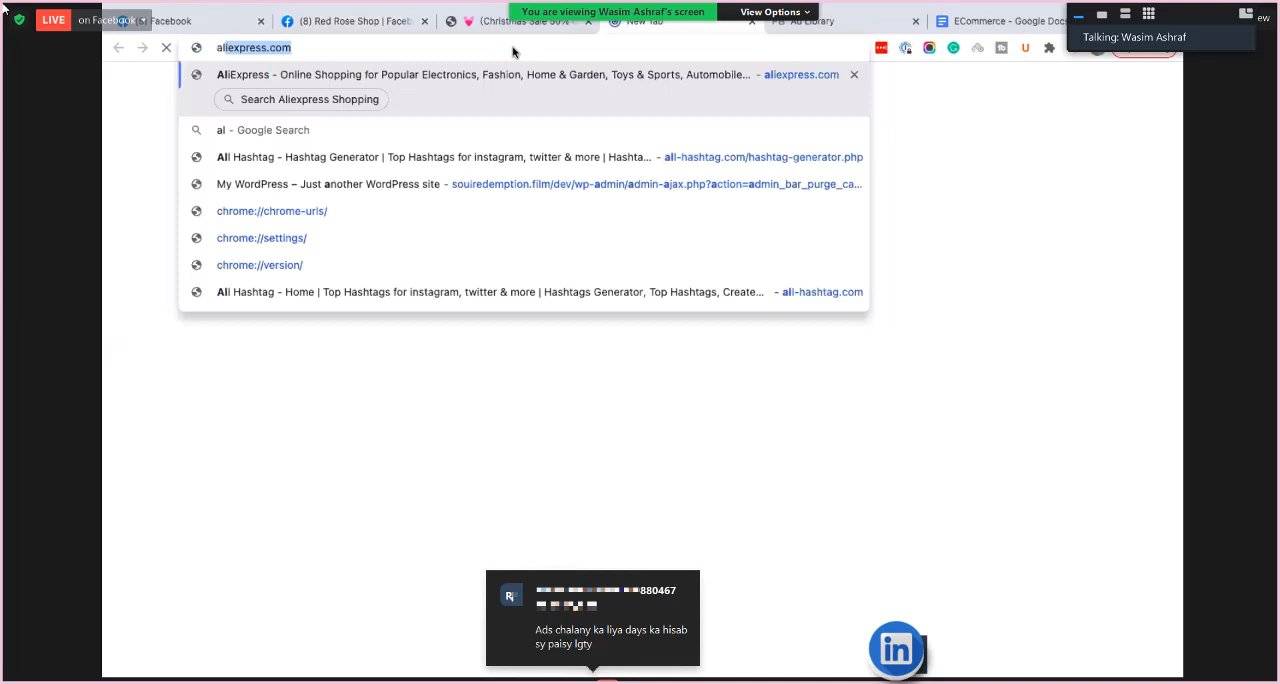 LIVE on Facebook
Facebook
(8) Red Rose Shop | Faceb
(Christmas Sale 50%
New Tab
Ad Library
ECommerce - Google Docs
You are viewing Wasim Ashraf's screen
View Options
ew
Talking: Wasim Ashraf
aliexpress.com
AliExpress - Online Shopping for Popular Electronics, Fashion, Home & Garden, Toys & Sports, Automobile... - aliexpress.com
Search Aliexpress Shopping
al - Google Search
All Hashtag - Hashtag Generator | Top Hashtags for instagram, twitter & more | Hashta... - all-hashtag.com/hashtag-generator.php
My WordPress – Just another WordPress site - souiredemption.film/dev/wp-admin/admin-ajax.php?action=admin_bar_purge_ca...
chrome://chrome-urls/
chrome://settings/
chrome://version/
All Hashtag - Home | Top Hashtags for instagram, twitter & more | Hashtags Generator, Top Hashtags, Create... - all-hashtag.com
880467
Ads chalany ka liya days ka hisab
sy paisy lgty
in